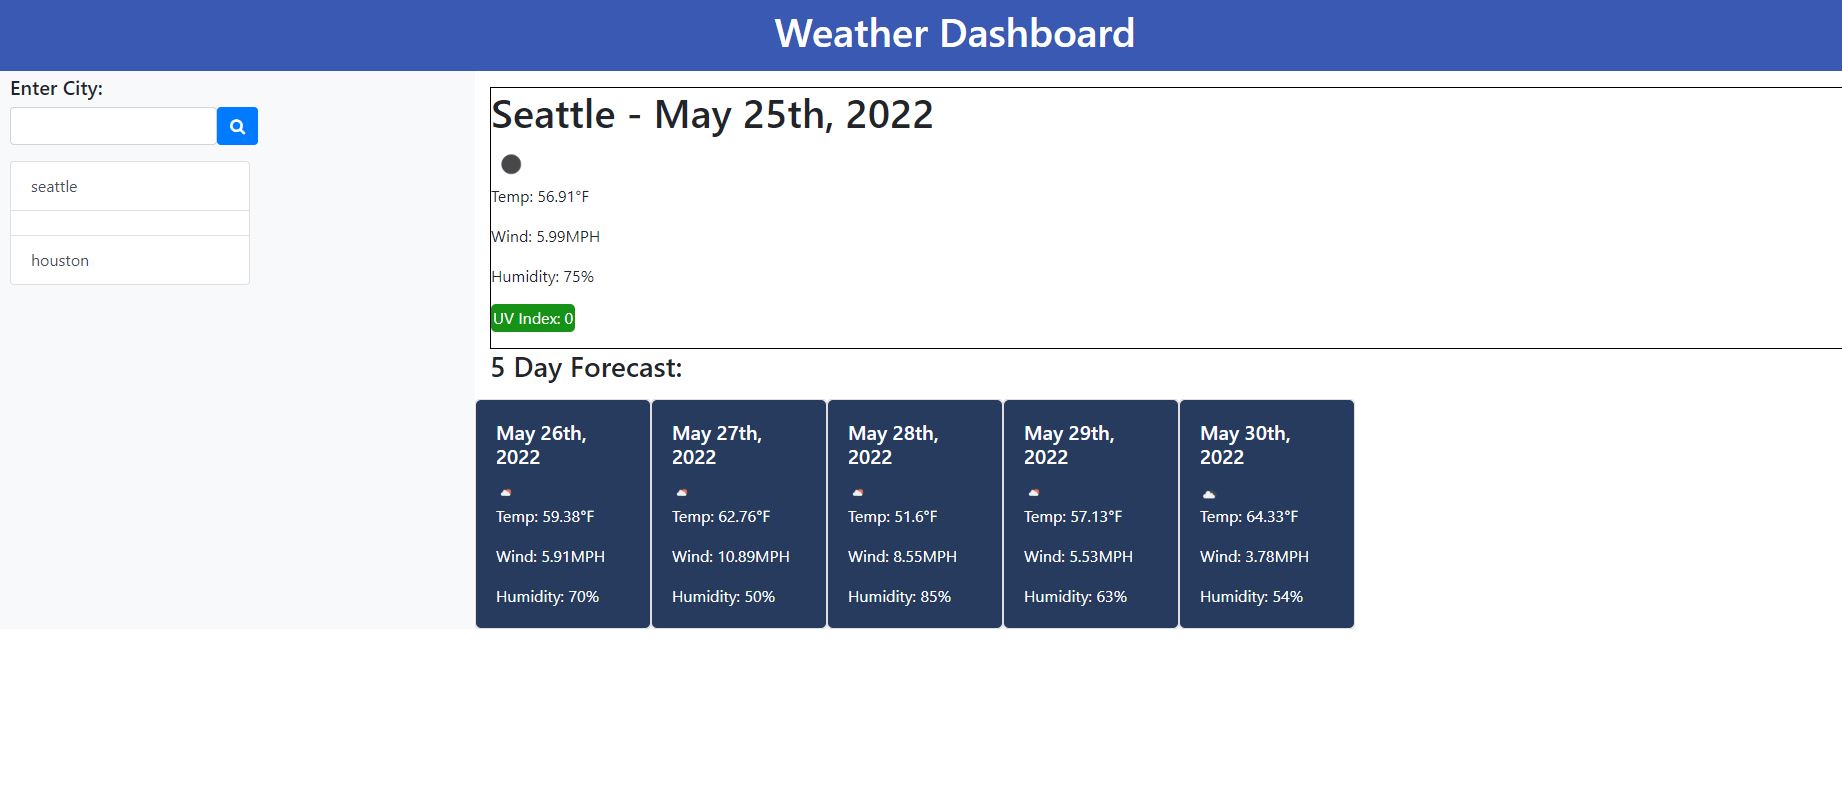 Weather Dashboard
Enter City:
seattle
houston
Seattle - May 25th, 2022
Temp: 56.91°F
Wind: 5.99MPH
Humidity: 75%
UV Index: 0
5 Day Forecast:
May 26th,
2022
Temp: 59.38°F
Wind: 5.91MPH
Humidity: 70%
May 27th,
2022
Temp: 62.76°F
Wind: 10.89MPH
Humidity: 50%
May 28th,
2022
Temp: 51.6°F
Wind: 8.55MPH
Humidity: 85%
May 29th,
2022
Temp: 57.13°F
Wind: 5.53MPH
Humidity: 63%
May 30th,
2022
Temp: 64.33°F
Wind: 3.78MPH
Humidity: 54%